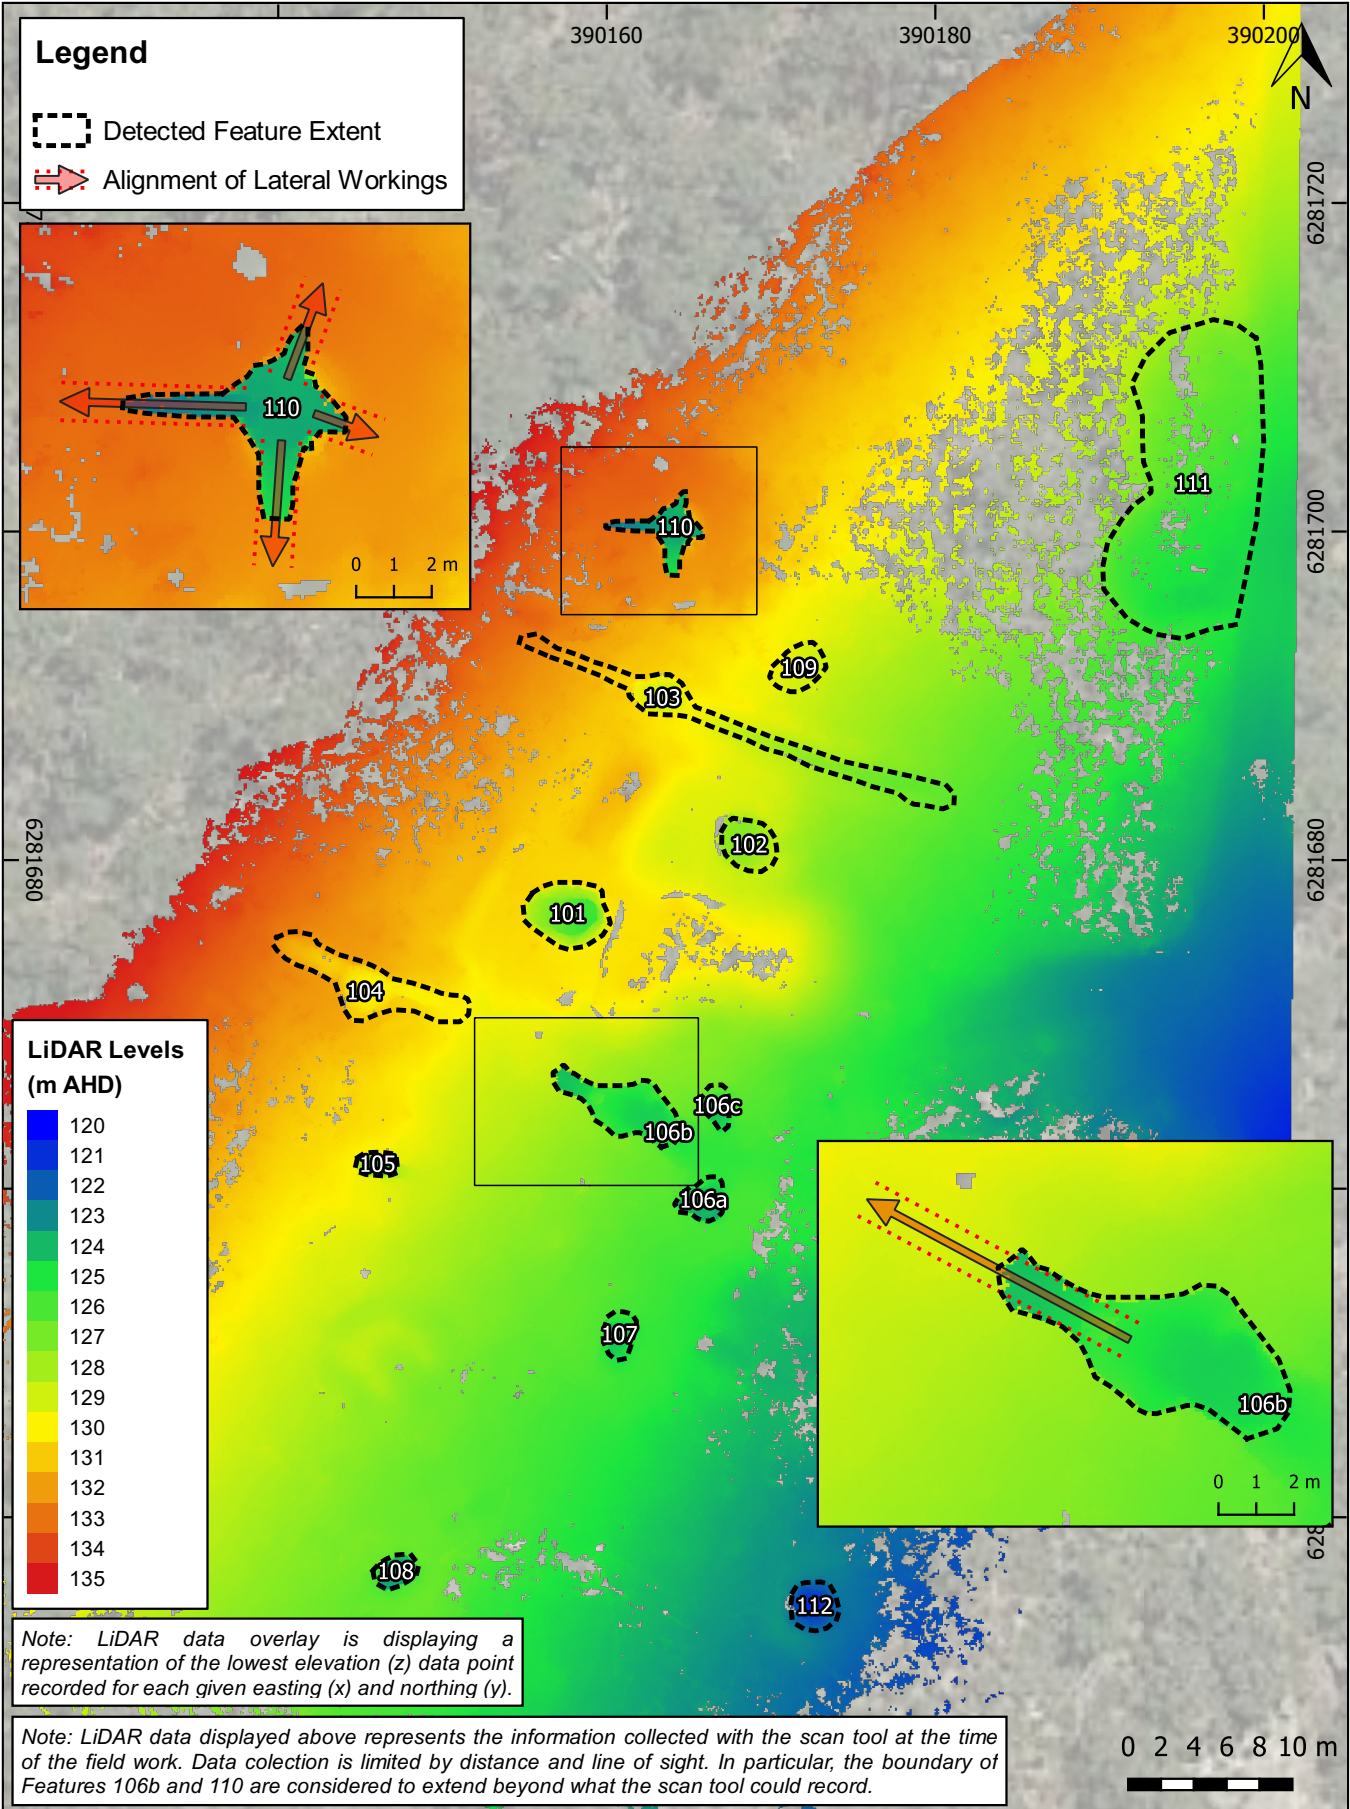 Legend
Detected Feature Extent
Alignment of Lateral Workings
390160
390180
390200
N
6281720
6281700
6281680
6281680
110
0 1 2 m
110
111
109
103
102
101
104
106c
106b
105
106a
107
108
112
106b
0 1 2 m
LiDAR Levels
(m AHD)
120
121
122
123
124
125
126
127
128
129
130
131
132
133
134
135
Note: LiDAR data overlay is displaying a
representation of the lowest elevation (z) data point
recorded for each given easting (x) and northing (y).
Note: LiDAR data displayed above represents the information collected with the scan tool at the time
of the field work. Data colection is limited by distance and line of sight. In particular, the boundary of
Features 106b and 110 are considered to extend beyond what the scan tool could record.
0 2 4 6 8 10 m